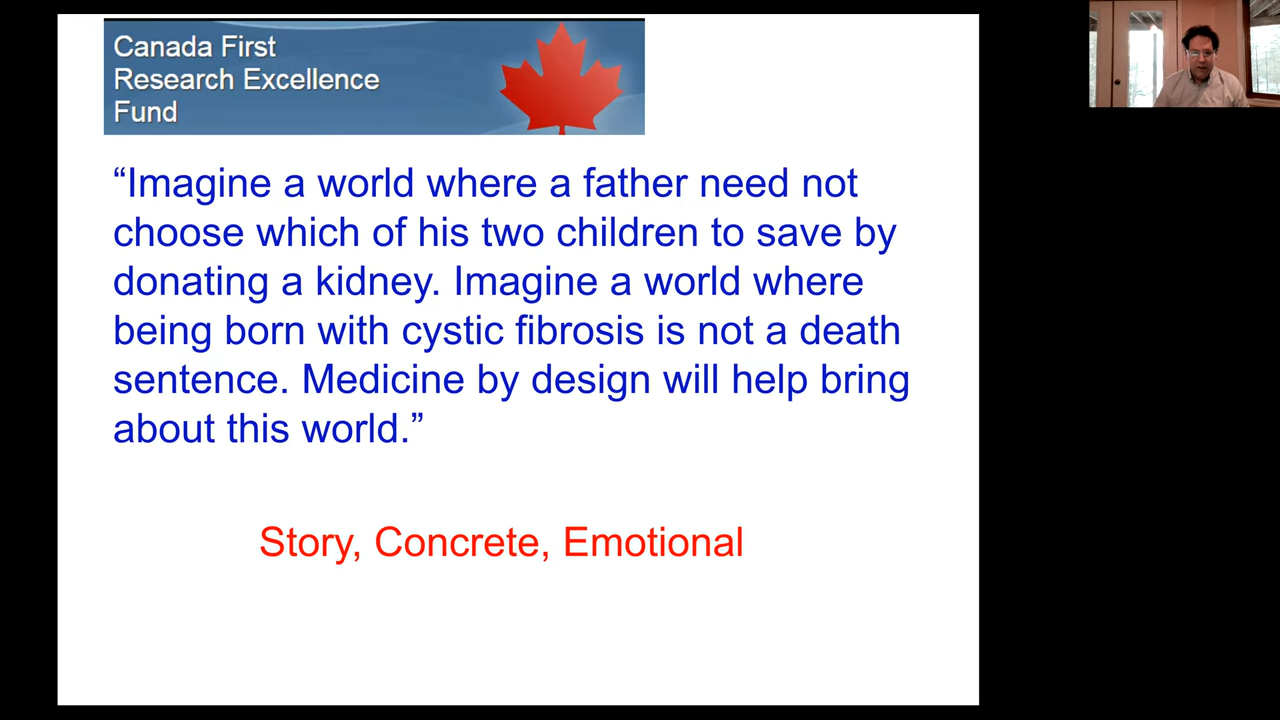 Canada First
Research Excellence
Fund
“Imagine a world where a father need not
choose which of his two children to save by
donating a kidney. Imagine a world where
being born with cystic fibrosis is not a death
sentence. Medicine by design will help bring
about this world.”
Story, Concrete, Emotional